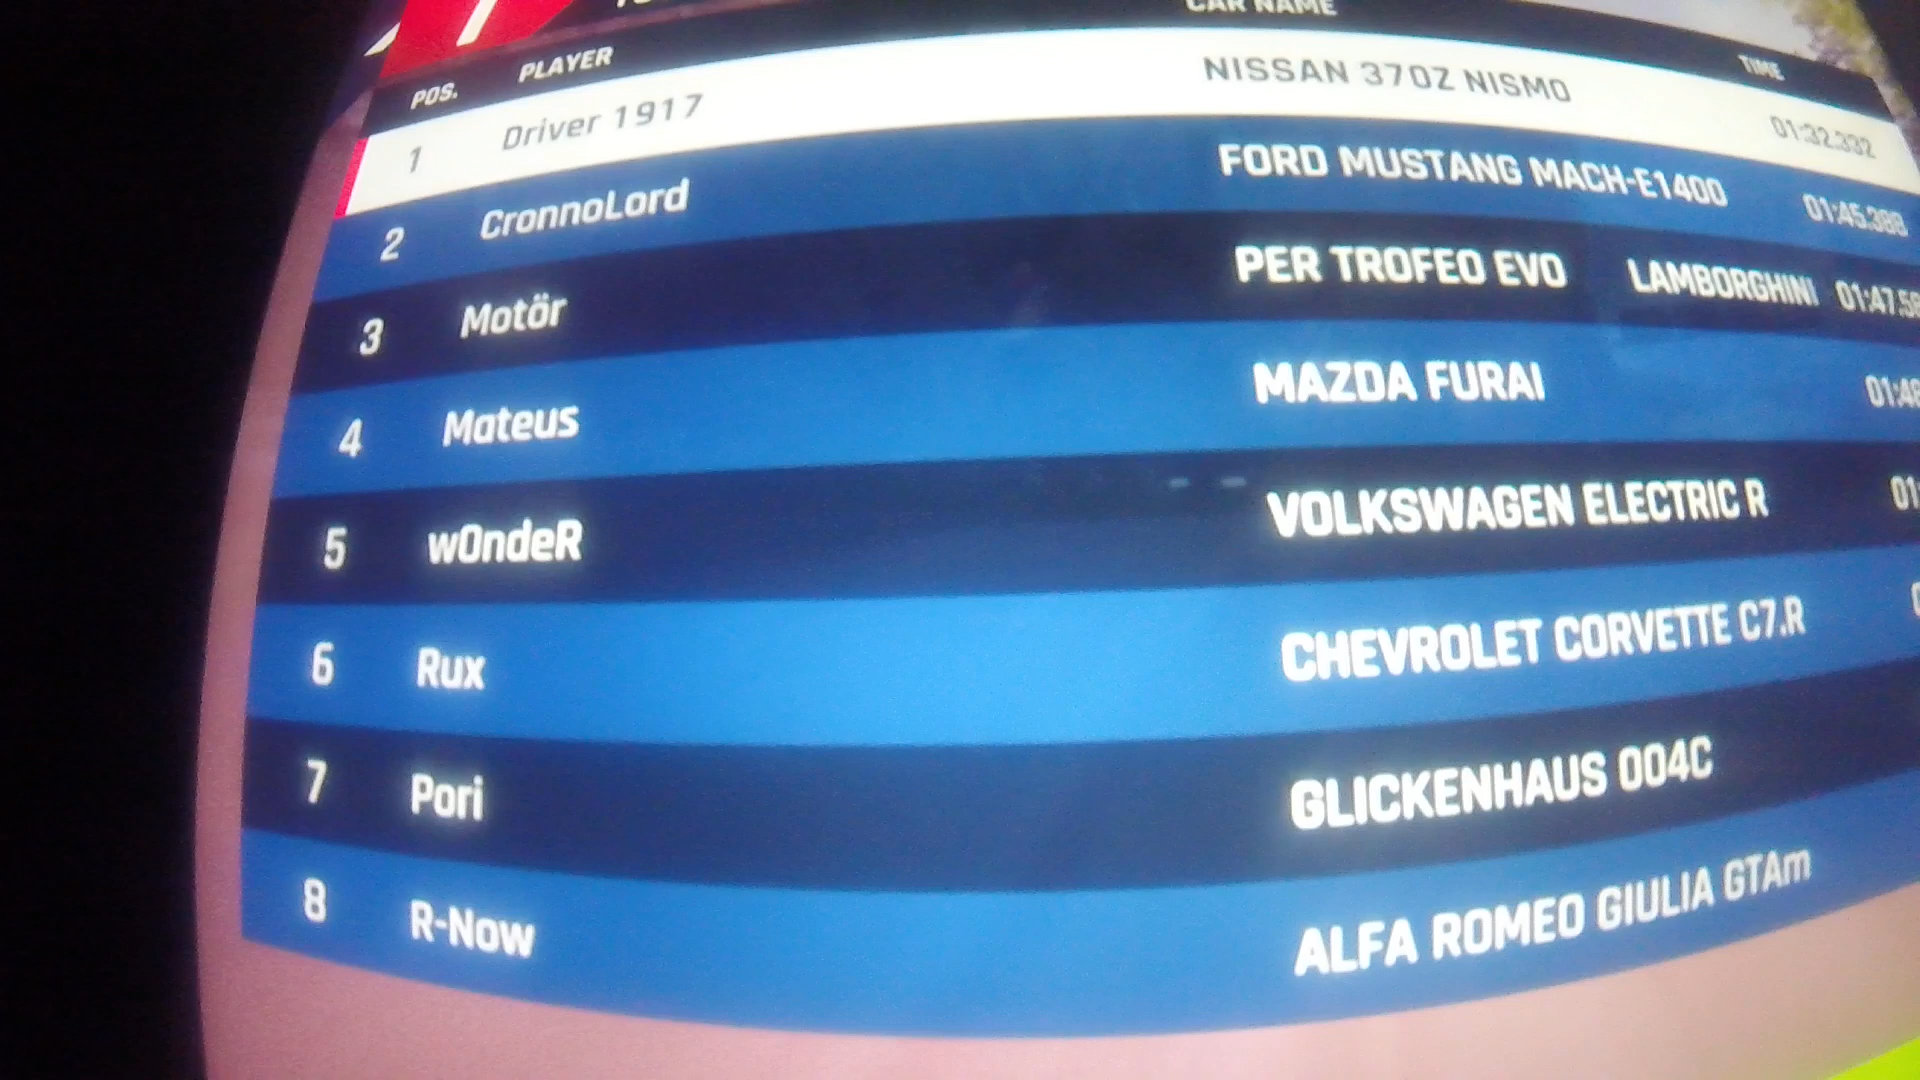 CAR NAME
POS. PLAYER TIME
1 Driver 1917 NISSAN 370Z NISMO 01:32.332
2 CronnoLord FORD MUSTANG MACH-E1400 01:45.388
3 Motör PER TROFEO EVO LAMBORGHINI
4 Mateus MAZDA FURAI
5 w0ndeR VOLKSWAGEN ELECTRIC R
6 Rux CHEVROLET CORVETTE C7.R
7 Pori GLICKENHAUS 004C
8 R-Now ALFA ROMEO GIULIA GTAm